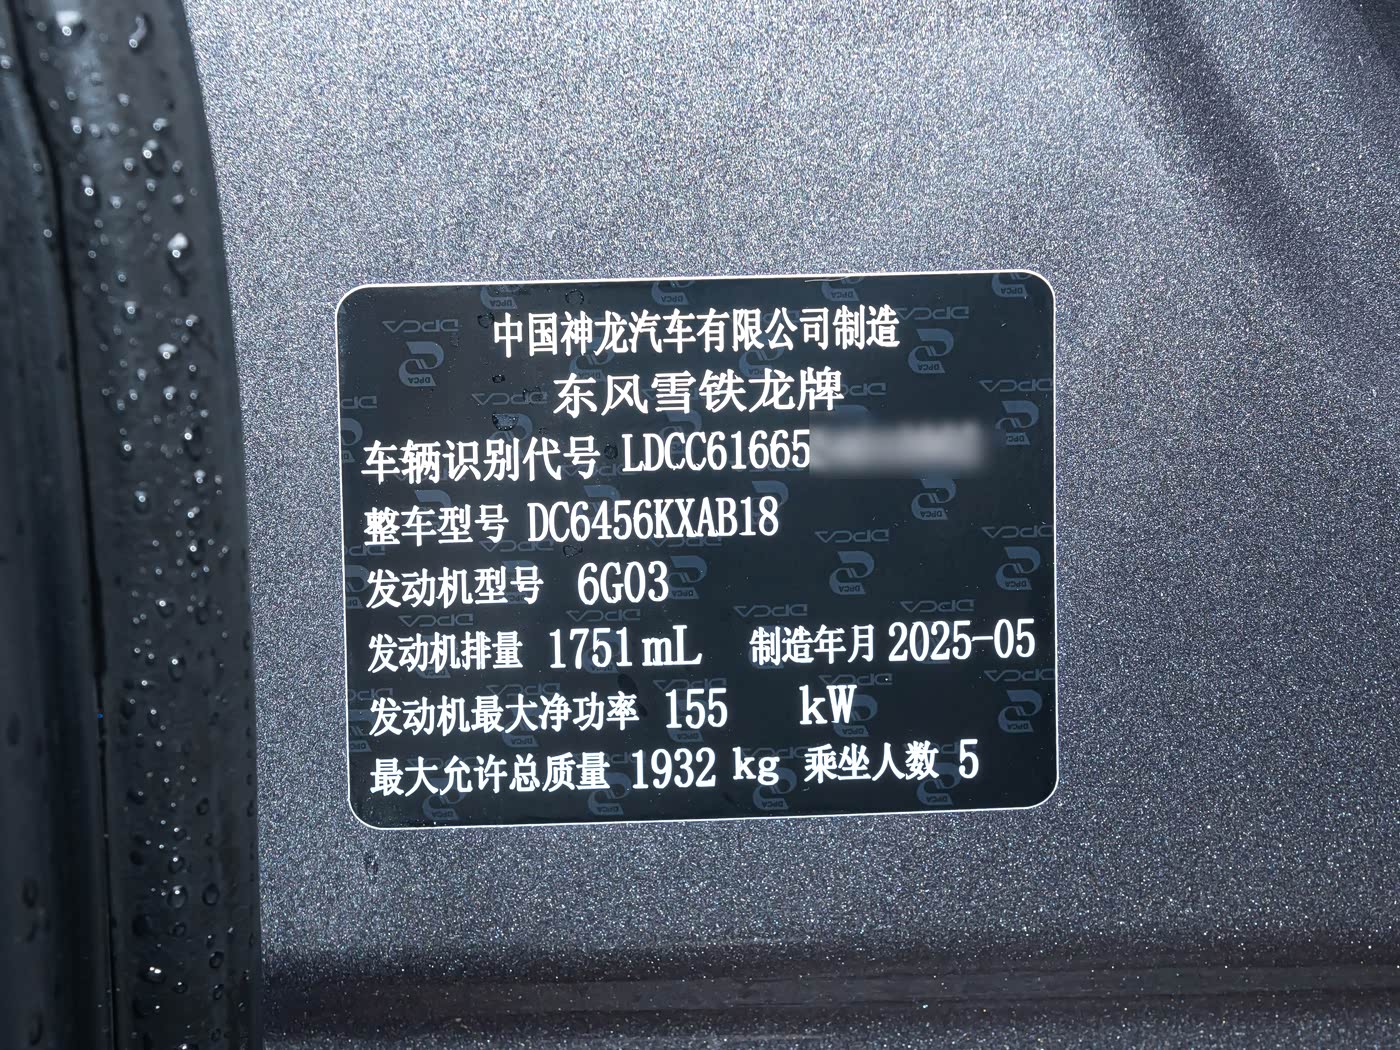 中国神龙汽车有限公司制造
东风雪铁龙牌
车辆识别代号 LDCC61665
整车型号 DC6456KXAB18
发动机型号 6G03
发动机排量 1751mL 制造年月 2025-05
发动机最大净功率 155 kW
最大允许总质量 1932 kg 乘坐人数 5